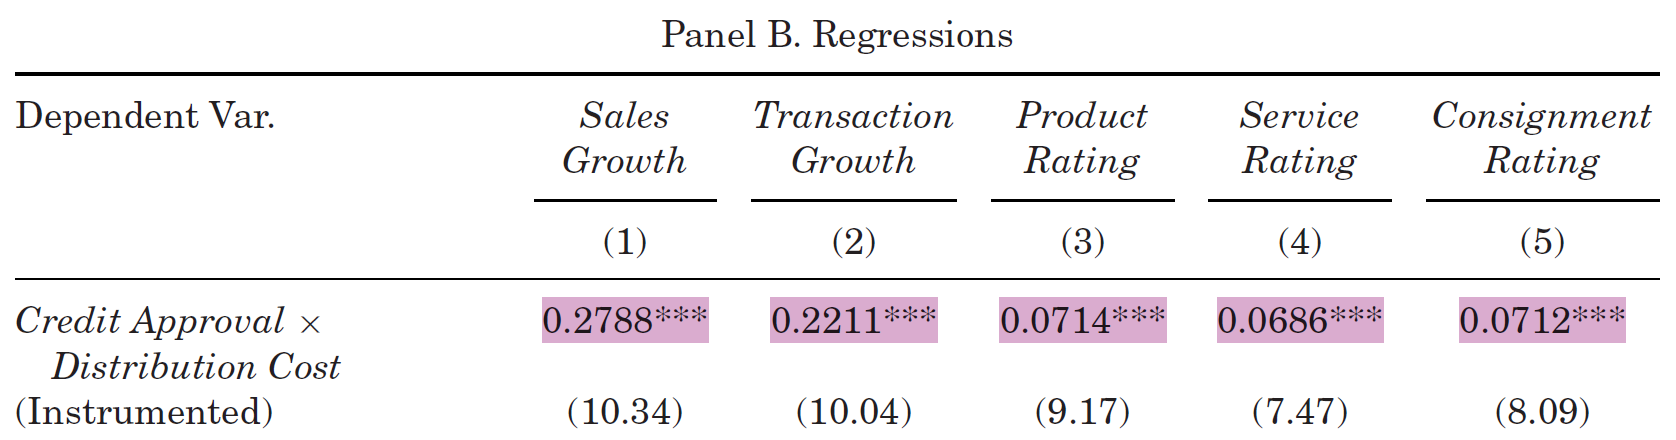 Panel B. Regressions
Dependent Var. Sales Transaction Product Service Consignment
Growth Growth Rating Rating Rating
(1) (2) (3) (4) (5)
Credit Approval × 0.2788*** 0.2211*** 0.0714*** 0.0686*** 0.0712***
Distribution Cost
(Instrumented) (10.34) (10.04) (9.17) (7.47) (8.09)